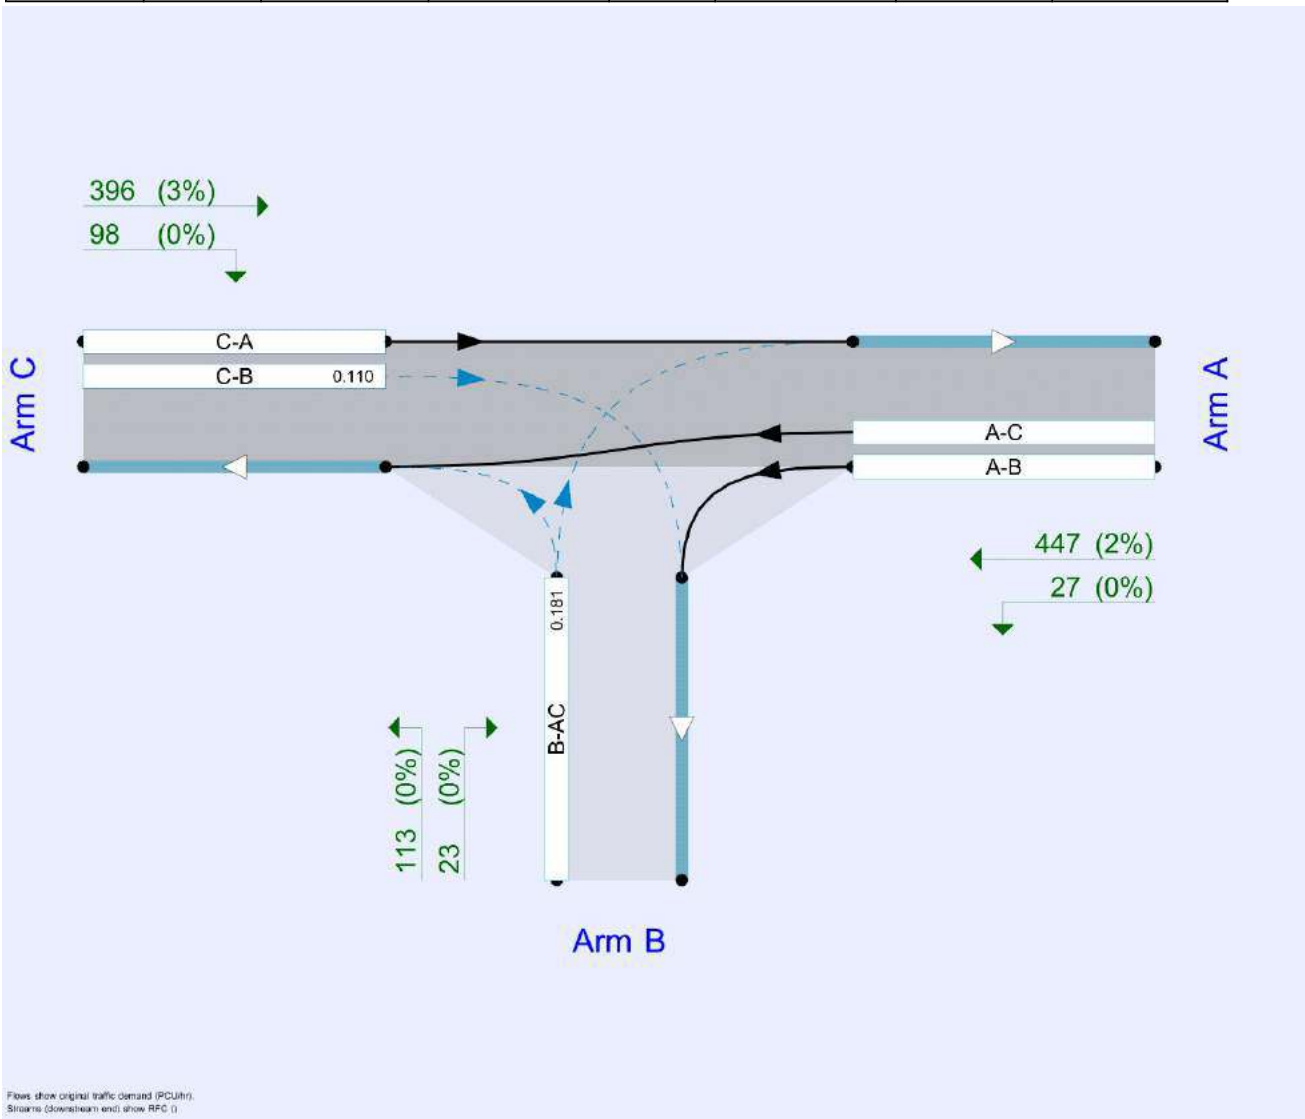 396 (3%)
98 (0%)
C-A
C-B 0.110
Arm C
Arm A
A-C
A-B
447 (2%)
27 (0%)
0.181
B-AC
113 (0%)
23 (0%)
Arm B
Flows show original traffic demand (PCU/hr).
Streams (downstream end) show RFC ()